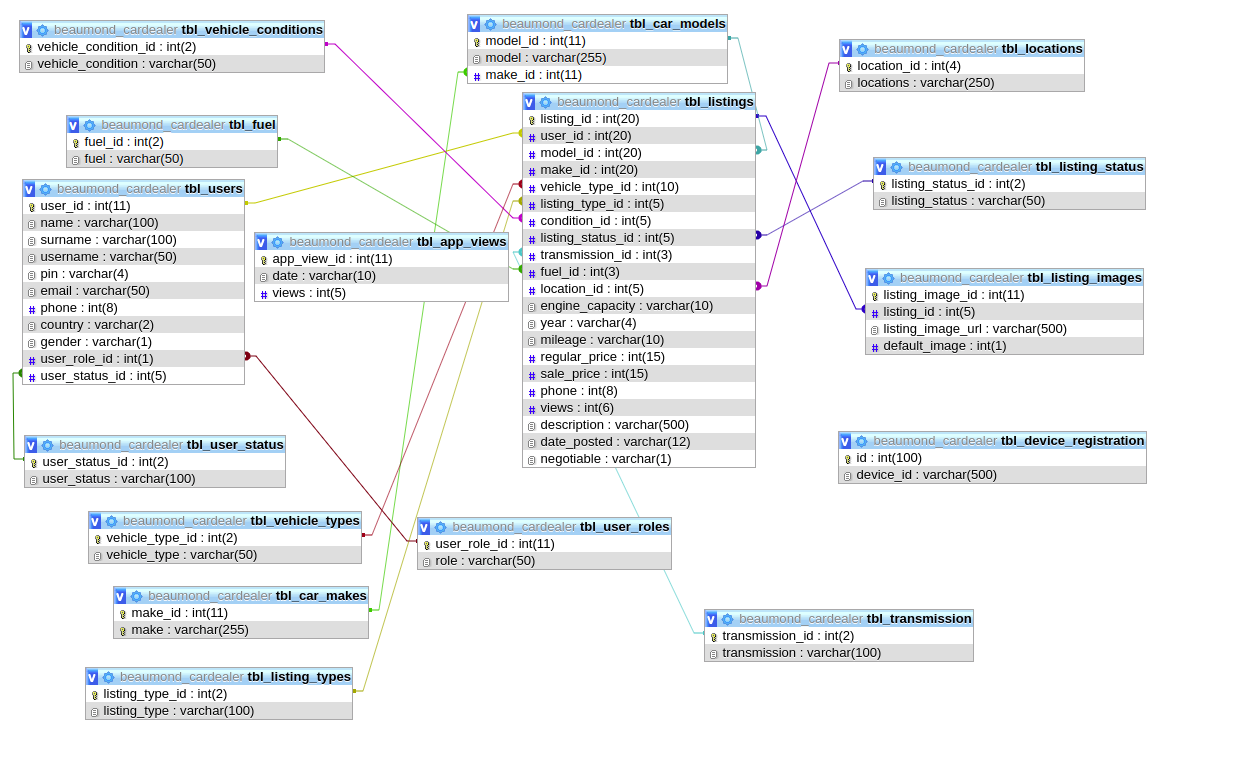 v beaumond_cardealer tbl_vehicle_conditions
vehicle_condition_id : int(2)
vehicle_condition : varchar(50)
v beaumond_cardealer tbl_car_models
model_id : int(11)
model : varchar(255)
# make_id : int(11)
v beaumond_cardealer tbl_locations
location_id : int(4)
locations : varchar(250)
v beaumond_cardealer tbl_fuel
fuel_id : int(2)
fuel : varchar(50)
v beaumond_cardealer tbl_listings
listing_id : int(20)
# user_id : int(20)
# model_id : int(20)
# make_id : int(20)
# vehicle_type_id : int(10)
# listing_type_id : int(5)
# condition_id : int(5)
# listing_status_id : int(5)
# transmission_id : int(3)
# fuel_id : int(3)
# location_id : int(5)
engine_capacity : varchar(10)
year : varchar(4)
mileage : varchar(10)
# regular_price : int(15)
# sale_price : int(15)
# phone : int(8)
# views : int(6)
description : varchar(500)
date_posted : varchar(12)
negotiable : varchar(1)
v beaumond_cardealer tbl_listing_status
listing_status_id : int(2)
listing_status : varchar(50)
v beaumond_cardealer tbl_users
user_id : int(11)
name : varchar(100)
surname : varchar(100)
username : varchar(50)
pin : varchar(4)
email : varchar(50)
# phone : int(8)
country : varchar(2)
gender : varchar(1)
# user_role_id : int(1)
# user_status_id : int(5)
v beaumond_cardealer tbl_app_views
app_view_id : int(11)
date : varchar(10)
# views : int(5)
v beaumond_cardealer tbl_listing_images
listing_image_id : int(11)
# listing_id : int(5)
listing_image_url : varchar(500)
# default_image : int(1)
v beaumond_cardealer tbl_user_status
user_status_id : int(2)
user_status : varchar(100)
v beaumond_cardealer tbl_device_registration
id : int(100)
device_id : varchar(500)
v beaumond_cardealer tbl_vehicle_types
vehicle_type_id : int(2)
vehicle_type : varchar(50)
v beaumond_cardealer tbl_user_roles
user_role_id : int(11)
role : varchar(50)
v beaumond_cardealer tbl_car_makes
make_id : int(11)
make : varchar(255)
v beaumond_cardealer tbl_transmission
transmission_id : int(2)
transmission : varchar(100)
v beaumond_cardealer tbl_listing_types
listing_type_id : int(2)
listing_type : varchar(100)